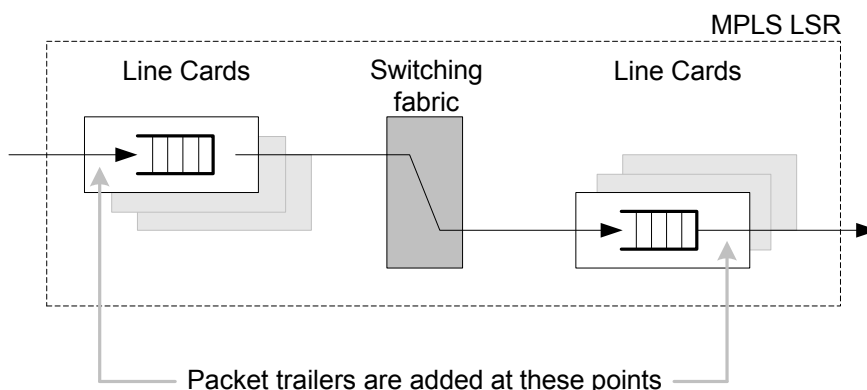 MPLS LSR
Line Cards
Switching
fabric
Line Cards
Packet trailers are added at these points